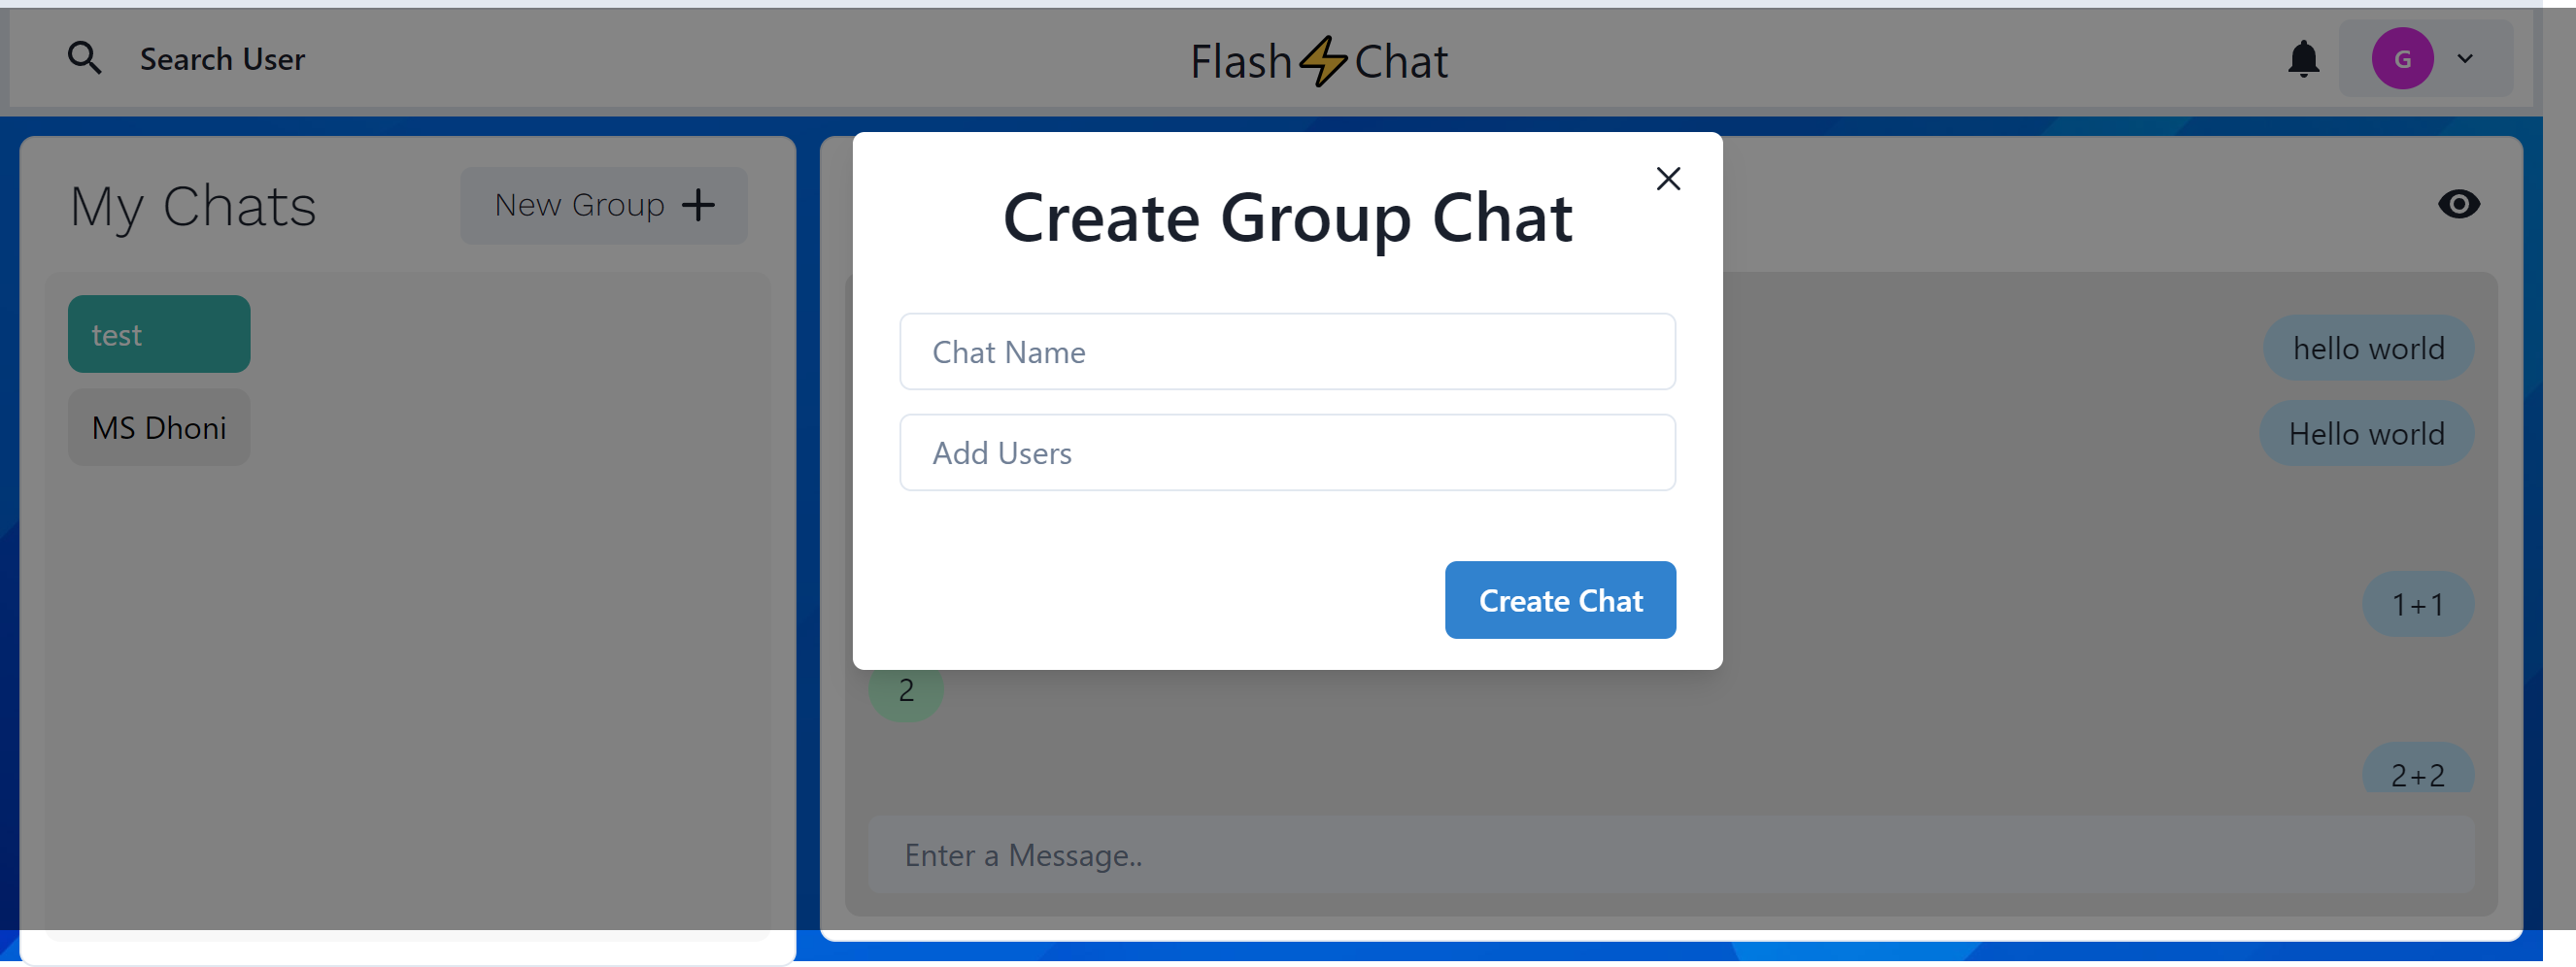 Search User
Flash Chat
G
My Chats
New Group
test
MS Dhoni
Create Group Chat
Chat Name
Add Users
Create Chat
hello world
Hello world
1+1
2
2+2
Enter a Message..